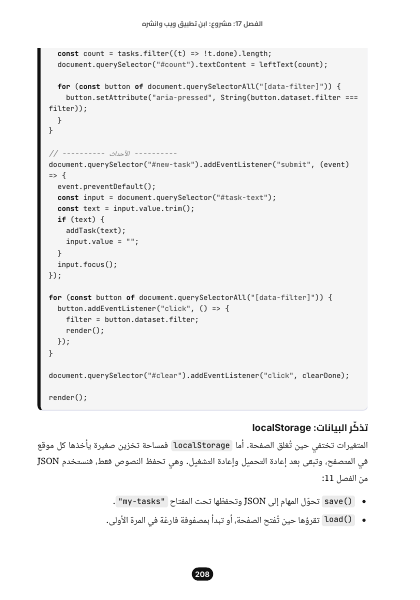 الفصل 17: مشروع: ابنِ تطبيق ويب وانشره
const count = tasks.filter((t) => !t.done).length;
document.querySelector("#count").textContent = leftText(count);
for (const button of document.querySelectorAll("[data-filter]")) {
button.setAttribute("aria-pressed", String(button.dataset.filter ===
filter));
}
}
// ---------- الأحداث ----------
document.querySelector("#new-task").addEventListener("submit", (event)
=> {
event.preventDefault();
const input = document.querySelector("#task-text");
const text = input.value.trim();
if (text) {
addTask(text);
input.value = "";
}
input.focus();
});
for (const button of document.querySelectorAll("[data-filter]")) {
button.addEventListener("click", () => {
filter = button.dataset.filter;
render();
});
}
document.querySelector("#clear").addEventListener("click", clearDone);
render();
تذكّر البيانات: localStorage
المتغيرات تختفي حين تُغلق الصفحة. أما localStorage فمساحة تخزين صغيرة يأخذها كل موقع
في المتصفح، وتبقى بعد إعادة التحميل وإعادة التشغيل. وهي تحفظ النصوص فقط، فنستخدم JSON
من الفصل 11:
• save() تحوّل المهام إلى JSON وتحفظها تحت المفتاح "my-tasks".
• load() تقرؤها حين تُفتح الصفحة، أو تبدأ بمصفوفة فارغة في المرة الأولى.
208